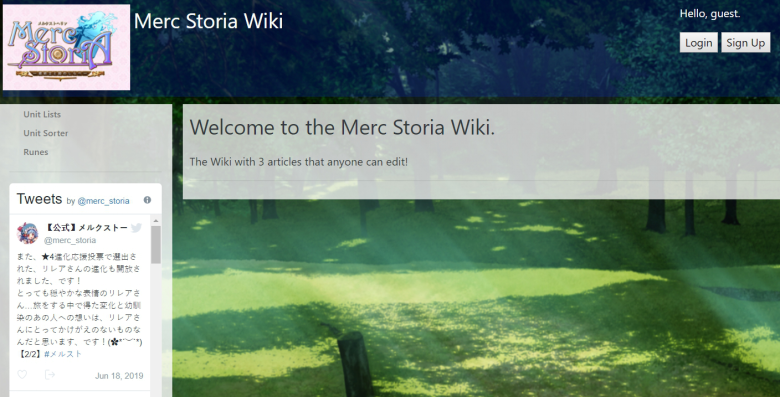 メルクストーリア
Merc
StoriA
Merc Storia Wiki
Hello, guest.
Login
Sign Up
Unit Lists
Unit Sorter
Runes
Welcome to the Merc Storia Wiki.
The Wiki with 3 articles that anyone can edit!
Tweets by @merc_storia
【公式】メルクストー
@merc_storia
また、★4進化応援投票で選出さ
れた、リレアさんの進化も開放さ
れました、です！
とっても穏やかな表情のリレアさ
ん…旅をする中で得た変化と幼馴
染のあの人への想いは、リレアさ
んにとってかけがえのないものな
んだと思います、です！
【2/2】#メルスト
Jun 18, 2019